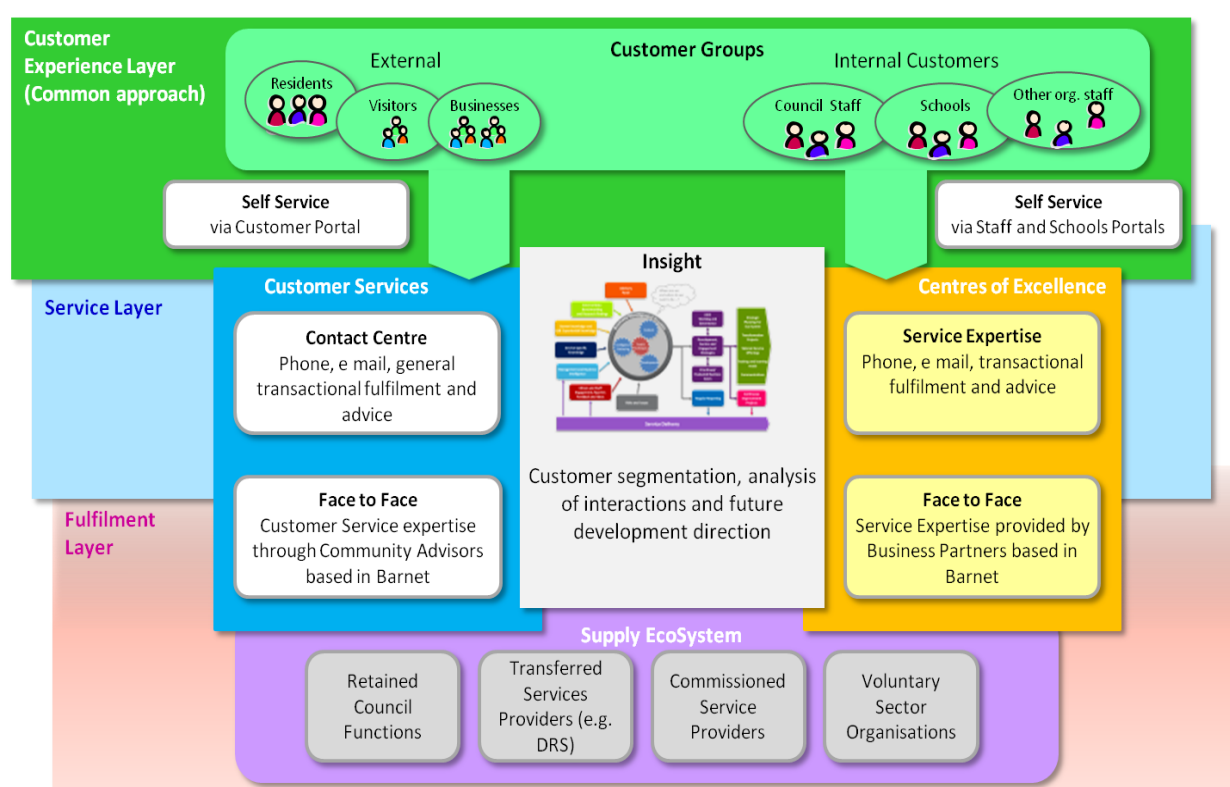 Customer
Experience Layer
(Common approach)
Customer Groups
External
Internal Customers
Residents
Visitors
Businesses
Council Staff
Schools
Other org. staff
Self Service
via Customer Portal
Self Service
via Staff and Schools Portals
Service Layer
Customer Services
Contact Centre
Phone, e mail, general
transactional fulfilment and
advice
Face to Face
Customer Service expertise
through Community Advisors
based in Barnet
Insight
Service Delivery
Customer segmentation, analysis
of interactions and future
development direction
Centres of Excellence
Service Expertise
Phone, e mail, transactional
fulfilment and advice
Face to Face
Service Expertise provided by
Business Partners based in
Barnet
Fulfilment
Layer
Supply EcoSystem
Retained
Council
Functions
Transferred
Services
Providers (e.g.
DRS)
Commissioned
Service
Providers
Voluntary
Sector
Organisations